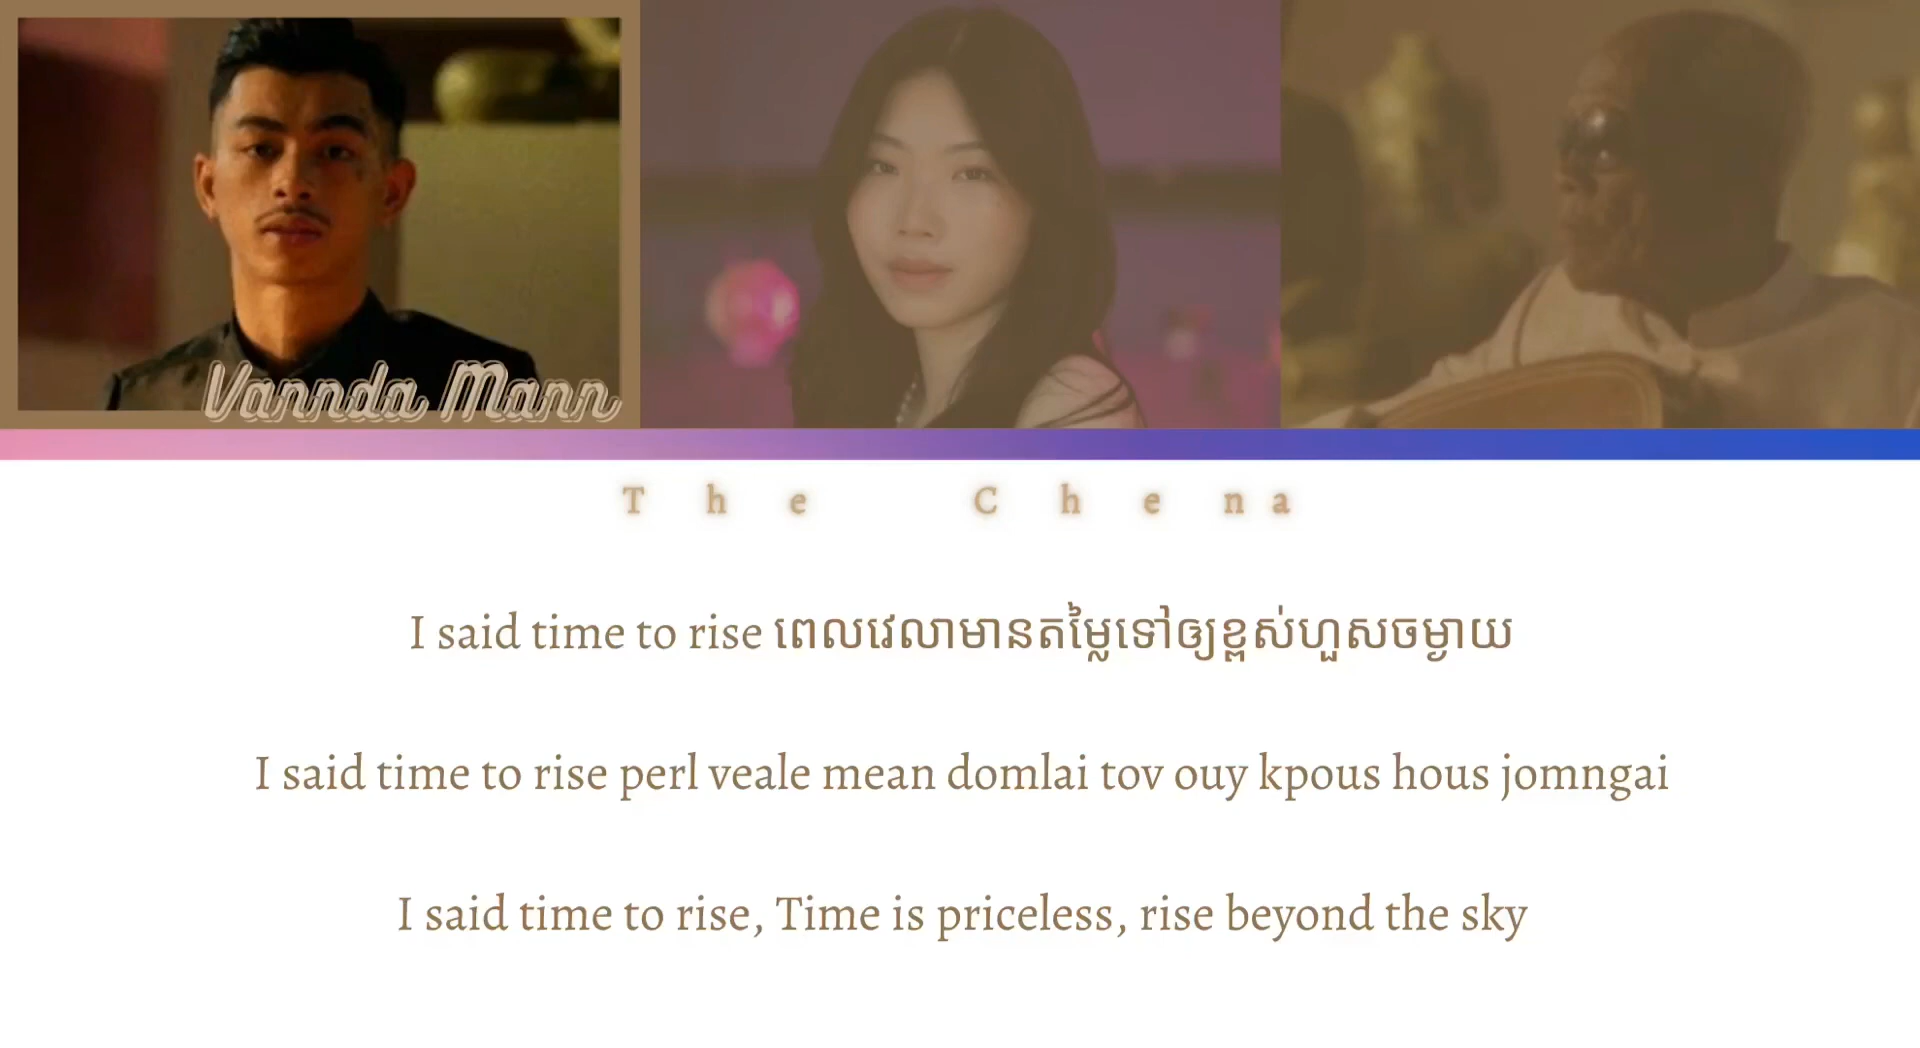 Vannda Mann
The Chena
I said time to rise ពេលវេលាមានតម្លៃទៅឲ្យខ្ពស់ហួសចម្ងាយ
I said time to rise perl veale mean domlai tov ouy kpous hous jomngai
I said time to rise, Time is priceless, rise beyond the sky